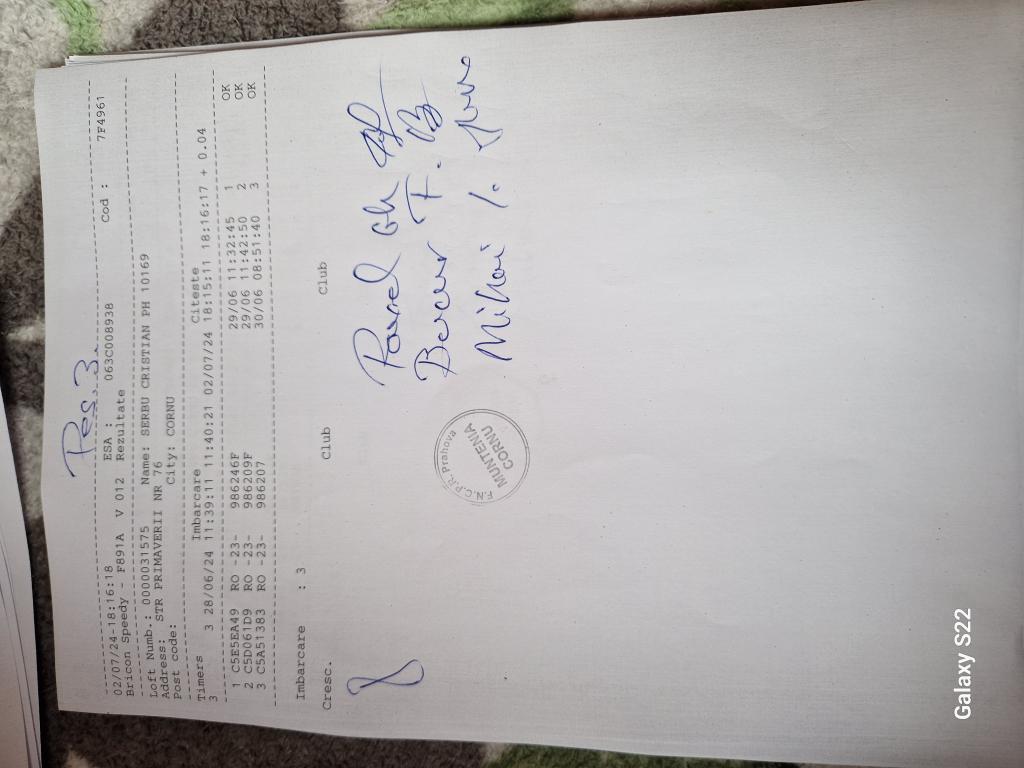 Pag. 3.
02/07/24-18:16:18 ESA : 063C008938 Cod : 7F4961
Bricon Speedy - F891A V 012 Rezultate
Loft Numb.: 0000031575 Name: SERBU CRISTIAN PH 10169
Address: STR PRIMAVERII NR 76
Post code: City: CORNU
Timers Imbarcare Citeste
3 3 28/06/24 11:39:11 11:40:21 02/07/24 18:15:11 18:16:17 + 0.04
1 C5E5EA49 RO -23- 986246F 29/06 11:32:45 1 OK
2 C5D061D9 RO -23- 986209F 29/06 11:42:50 2 OK
3 C5A51383 RO -23- 986207 30/06 08:51:40 3 OK
Imbarcare : 3
Cresc. Club Club
Gh
F.
Mihai
F.N.C.P.R. Prahova
MUNTENIA
CORNU
Galaxy S22